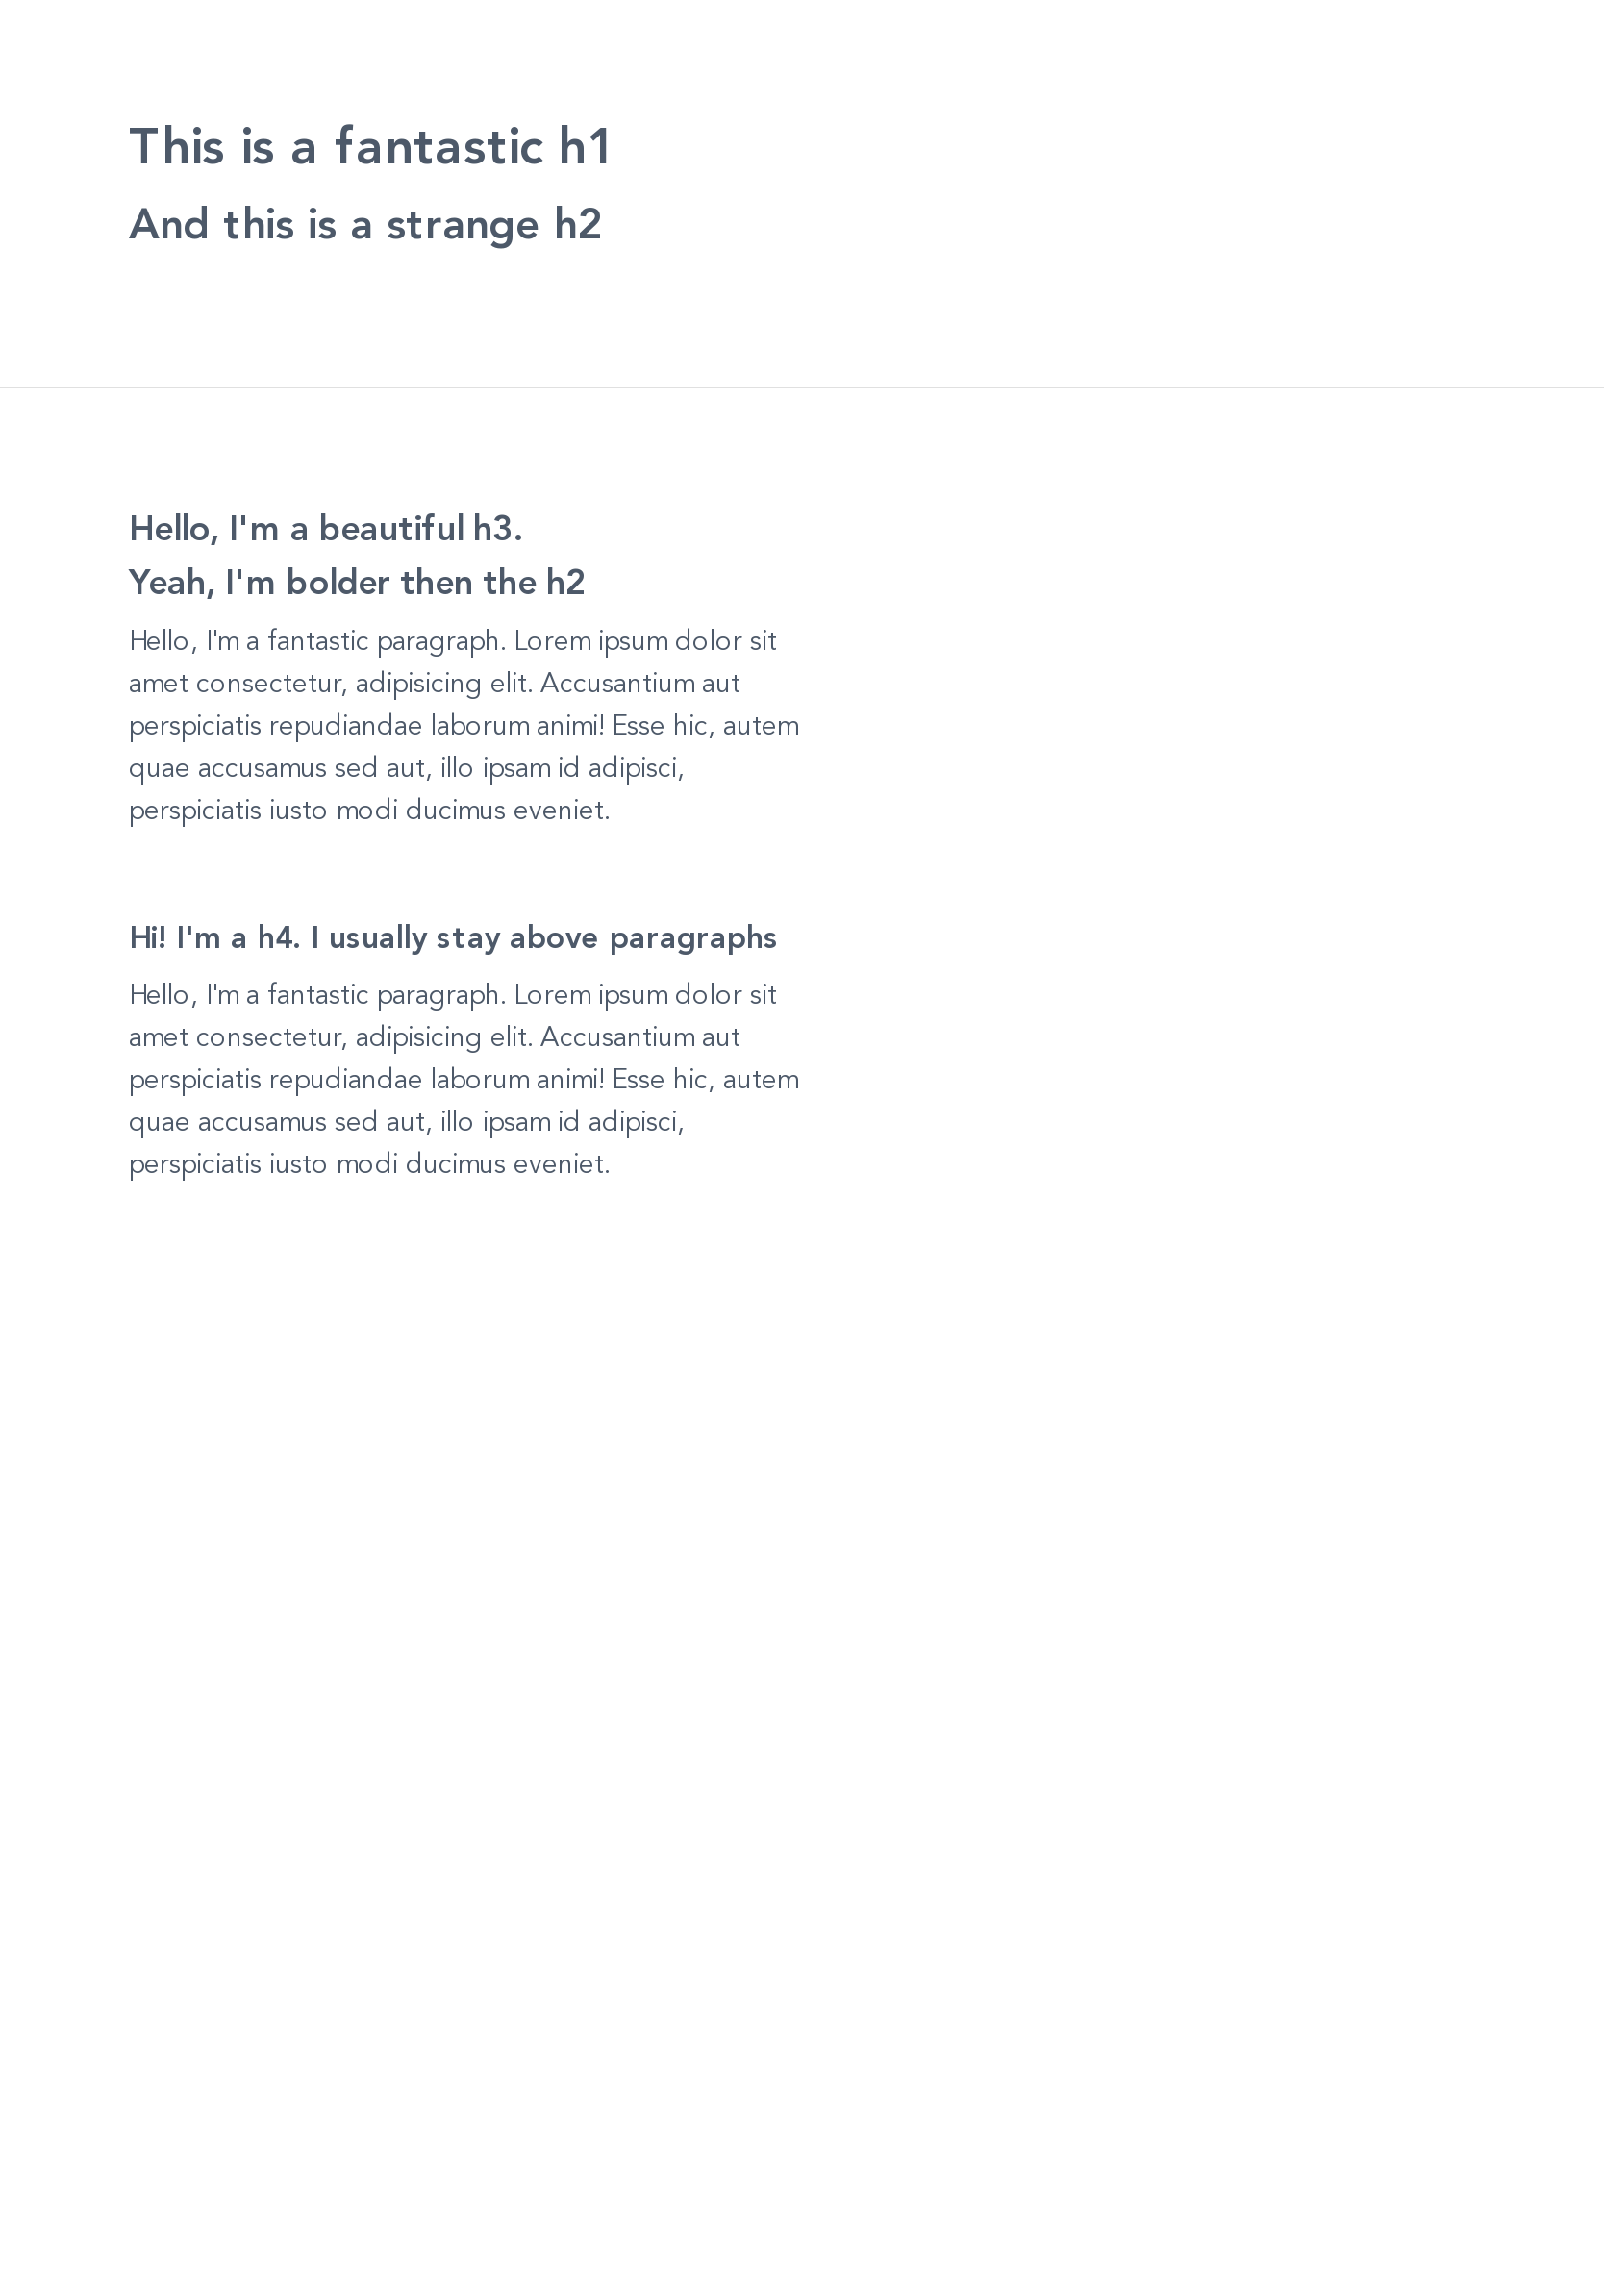 This is a fantastic h1
And this is a strange h2
Hello, I'm a beautiful h3.
Yeah, I'm bolder then the h2
Hello, I'm a fantastic paragraph. Lorem ipsum dolor sit
amet consectetur, adipisicing elit. Accusantium aut
perspiciatis repudiandae laborum animi! Esse hic, autem
quae accusamus sed aut, illo ipsam id adipisci,
perspiciatis iusto modi ducimus eveniet.
Hi! I'm a h4. I usually stay above paragraphs
Hello, I'm a fantastic paragraph. Lorem ipsum dolor sit
amet consectetur, adipisicing elit. Accusantium aut
perspiciatis repudiandae laborum animi! Esse hic, autem
quae accusamus sed aut, illo ipsam id adipisci,
perspiciatis iusto modi ducimus eveniet.